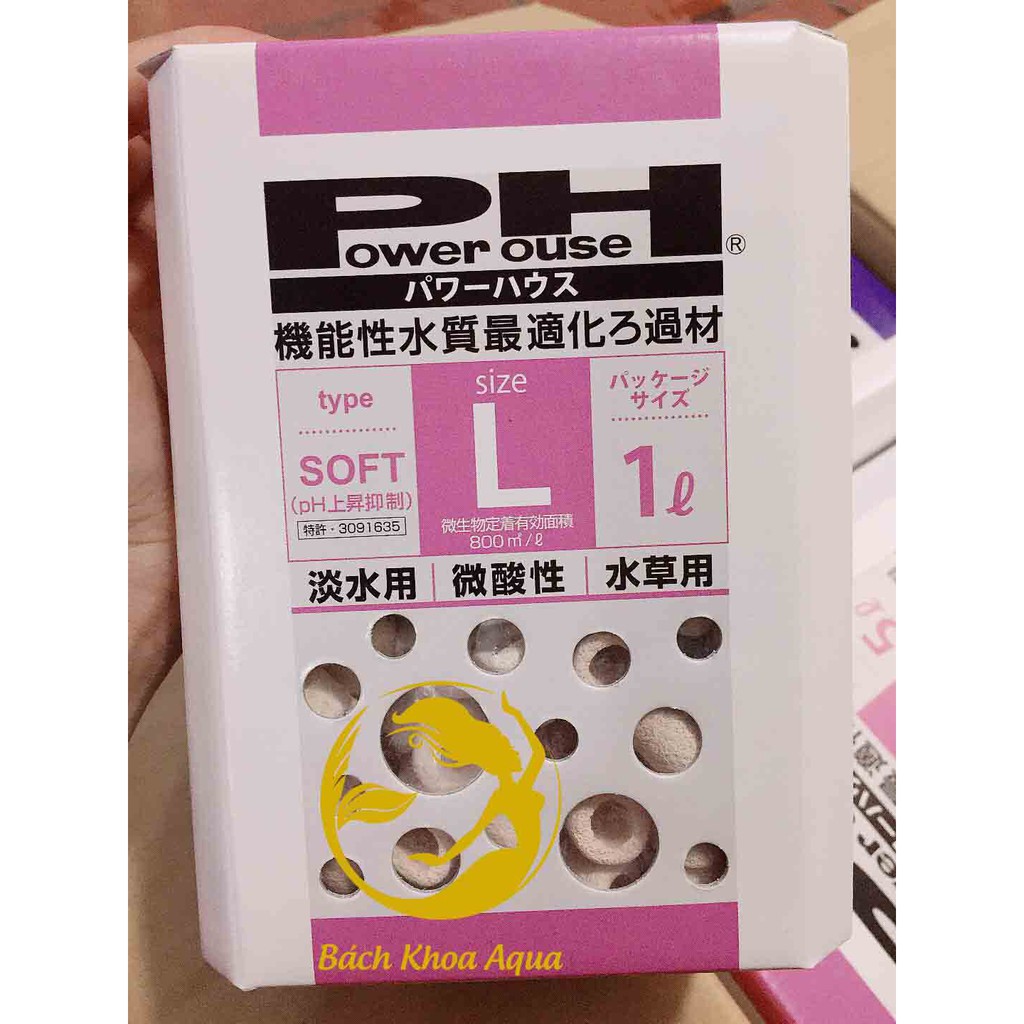 PH
Power ouse
®
パワーハウス
機能性水質最適化ろ過材
type
SOFT
(pH上昇抑制)
特許・3091635
size
L
微生物定着有効面積
800㎡/ℓ
パッケージ
サイズ
1ℓ
淡水用 微酸性 水草用
Bách Khoa Aqua
5ℓ